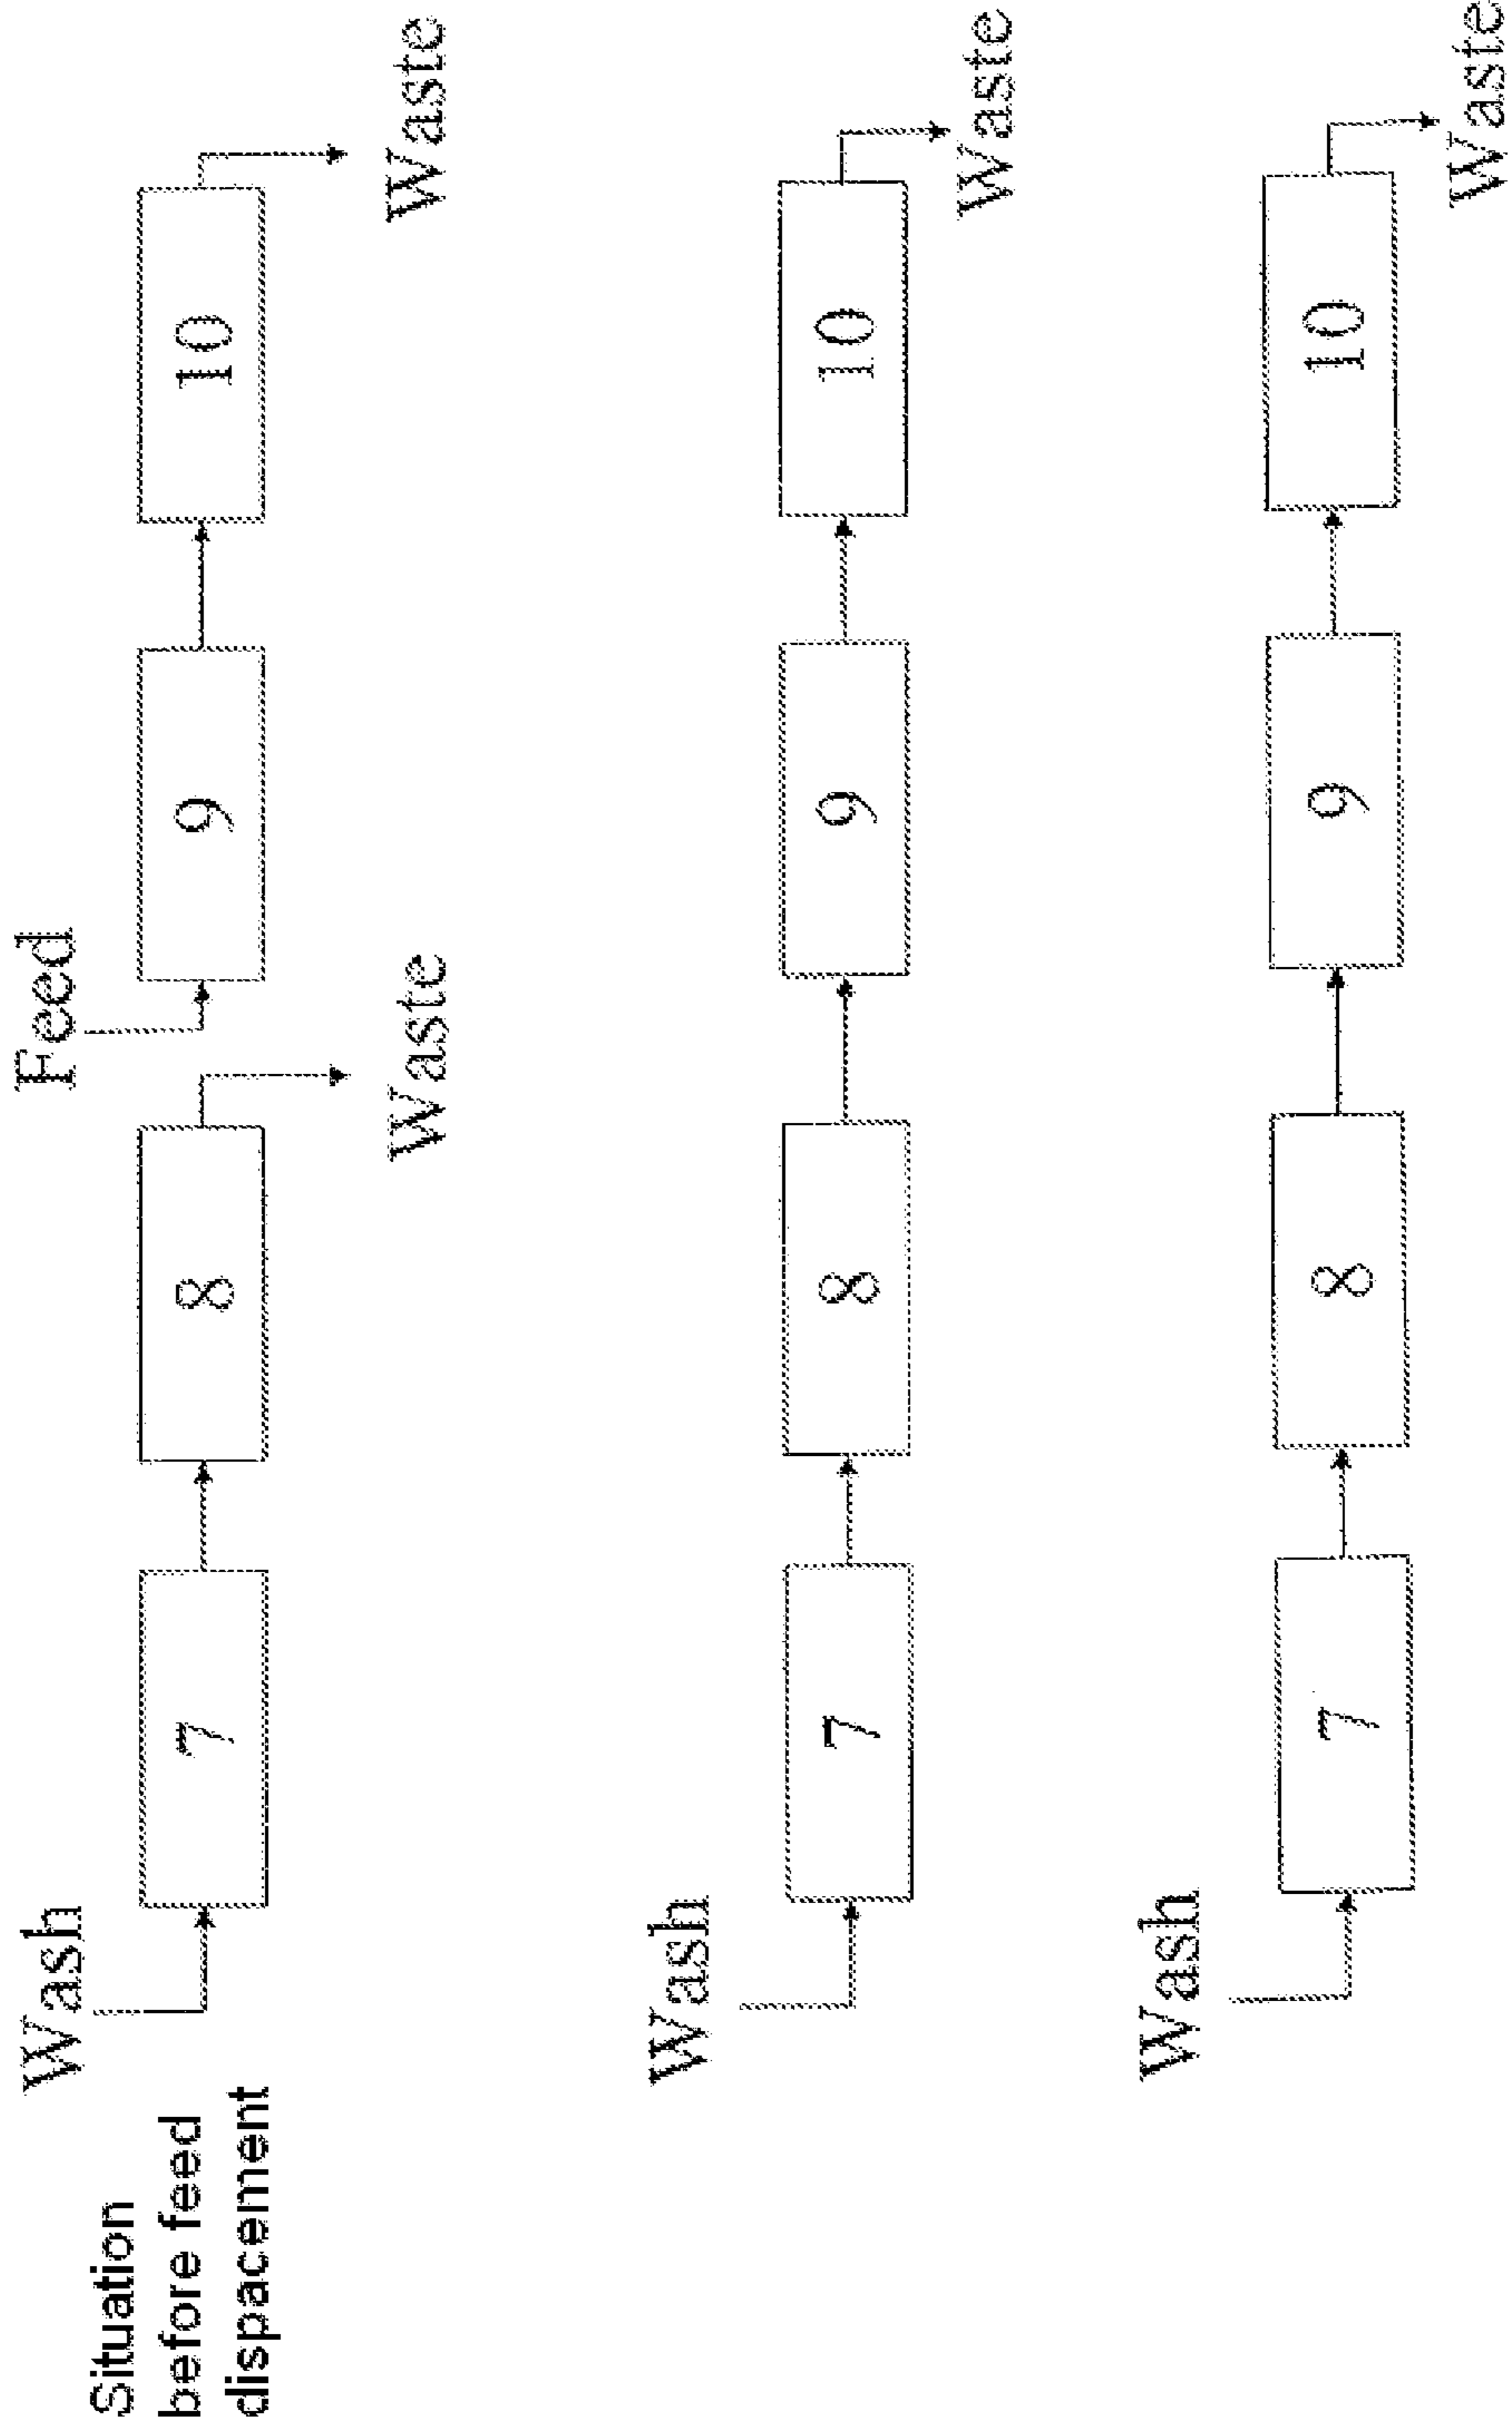 Situation
before feed
dispacement
Wash
7
8
Waste
Feed
9
10
Waste
Wash
7
8
9
10
Waste
Wash
7
8
9
10
Waste